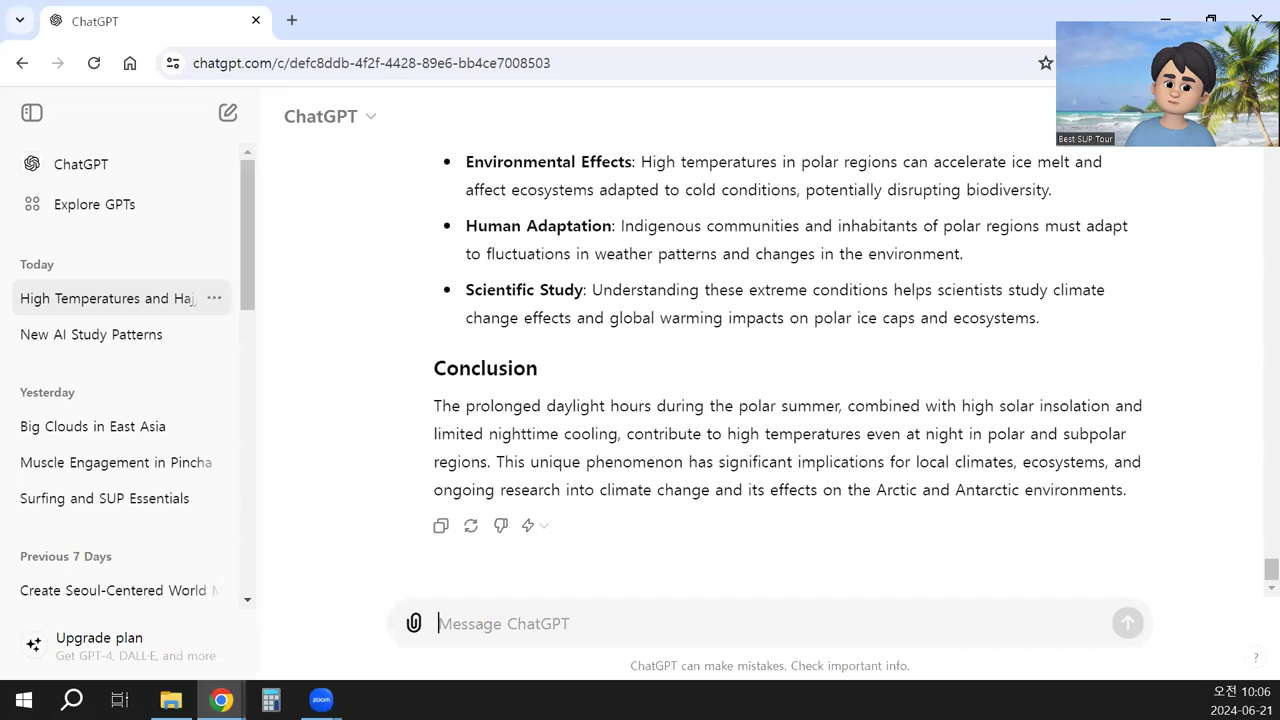 ChatGPT
chatgpt.com/c/defc8ddb-4f2f-4428-89e6-bb4ce7008503
Best SUP Tour
ChatGPT
Explore GPTs
Today
High Temperatures and Haj
New AI Study Patterns
Yesterday
Big Clouds in East Asia
Muscle Engagement in Pincha
Surfing and SUP Essentials
Previous 7 Days
Create Seoul-Centered World M
Upgrade plan
Get GPT-4, DALL·E, and more
ChatGPT
• Environmental Effects: High temperatures in polar regions can accelerate ice melt and
affect ecosystems adapted to cold conditions, potentially disrupting biodiversity.
• Human Adaptation: Indigenous communities and inhabitants of polar regions must adapt
to fluctuations in weather patterns and changes in the environment.
• Scientific Study: Understanding these extreme conditions helps scientists study climate
change effects and global warming impacts on polar ice caps and ecosystems.
Conclusion
The prolonged daylight hours during the polar summer, combined with high solar insolation and
limited nighttime cooling, contribute to high temperatures even at night in polar and subpolar
regions. This unique phenomenon has significant implications for local climates, ecosystems, and
ongoing research into climate change and its effects on the Arctic and Antarctic environments.
Message ChatGPT
ChatGPT can make mistakes. Check important info.
?
zoom
오전 10:06
2024-06-21